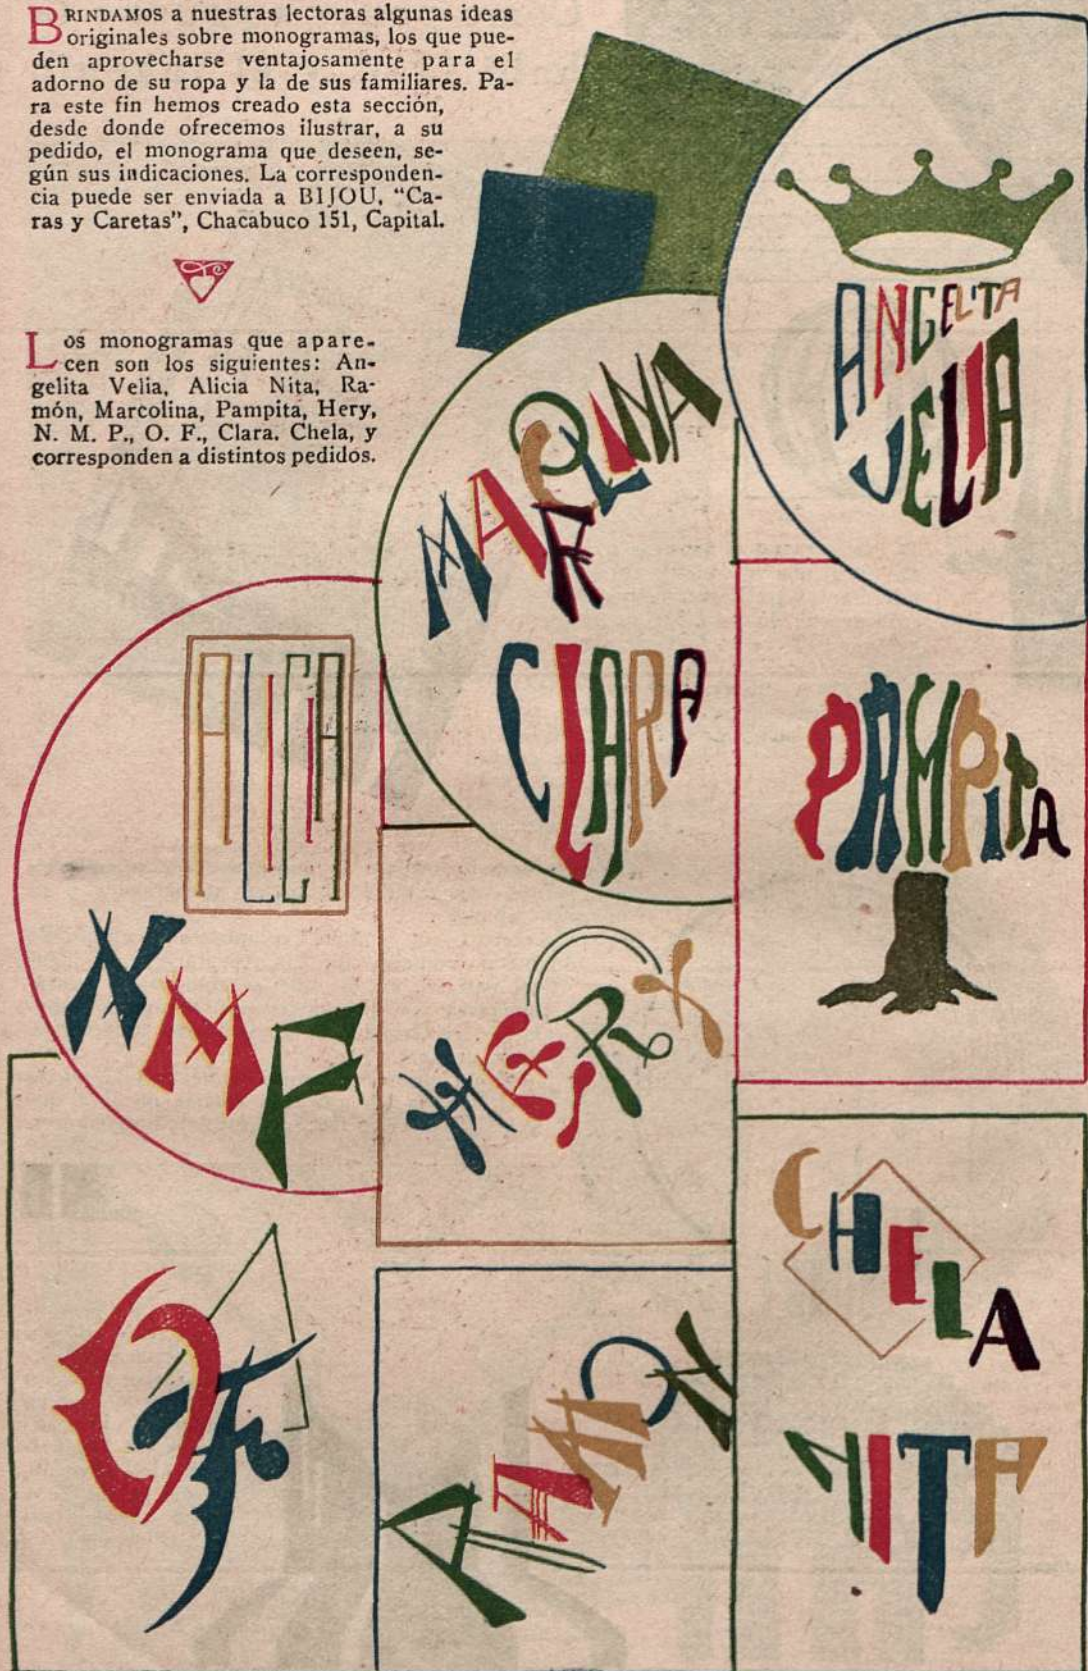 BRINDAMOS a nuestras lectoras algunas ideas
originales sobre monogramas, los que pue-
den aprovecharse ventajosamente para el
adorno de su ropa y la de sus familiares. Pa-
ra este fin hemos creado esta sección,
desde donde ofrecemos ilustrar, a su
pedido, el monograma que deseen, se-
gún sus indicaciones. La corresponden-
cia puede ser enviada a BIJOU, "Ca-
ras y Caretas", Chacabuco 151, Capital.
Los monogramas que apare-
cen son los siguientes: An-
gelita Velia, Alicia Nita, Ra-
món, Marcolina, Pampita, Hery,
N. M. P., O. F., Clara. Chela, y
corresponden a distintos pedidos.
ANGELITA
VELIA
MARCOLINA
CLARA
ALICIA
PAMPITA
NMP
HERY
CHELA
OF
RAMON
NITA